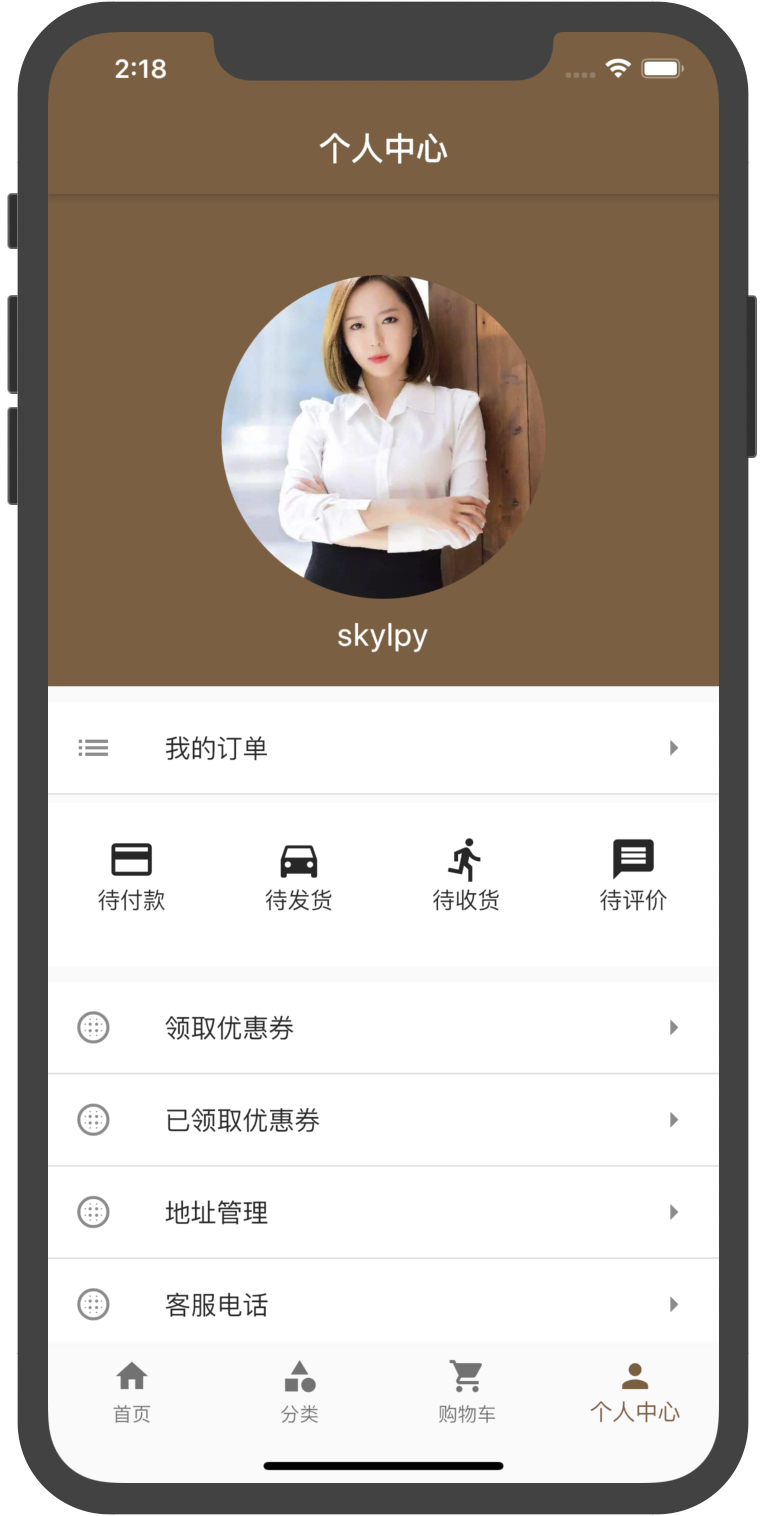 2:18
个人中心
skylpy
我的订单
待付款 待发货 待收货 待评价
领取优惠券
已领取优惠券
地址管理
客服电话
首页 分类 购物车 个人中心